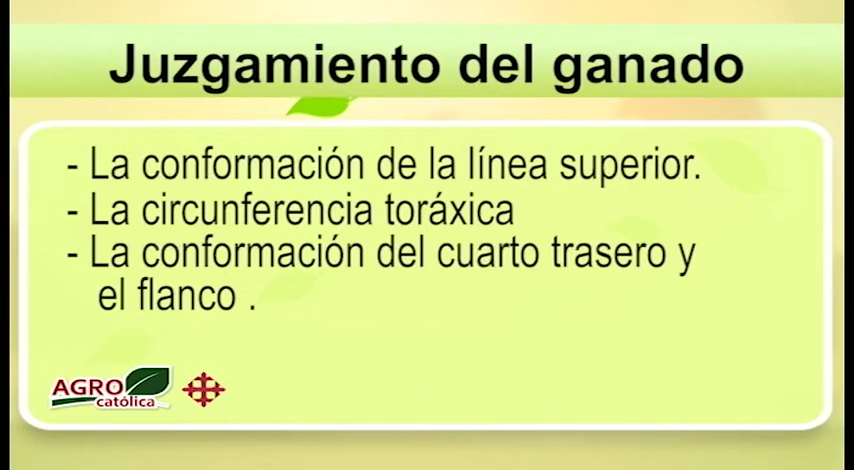 Juzgamiento del ganado
- La conformación de la línea superior.
- La circunferencia toráxica
- La conformación del cuarto trasero y
el flanco .
AGRO
católica